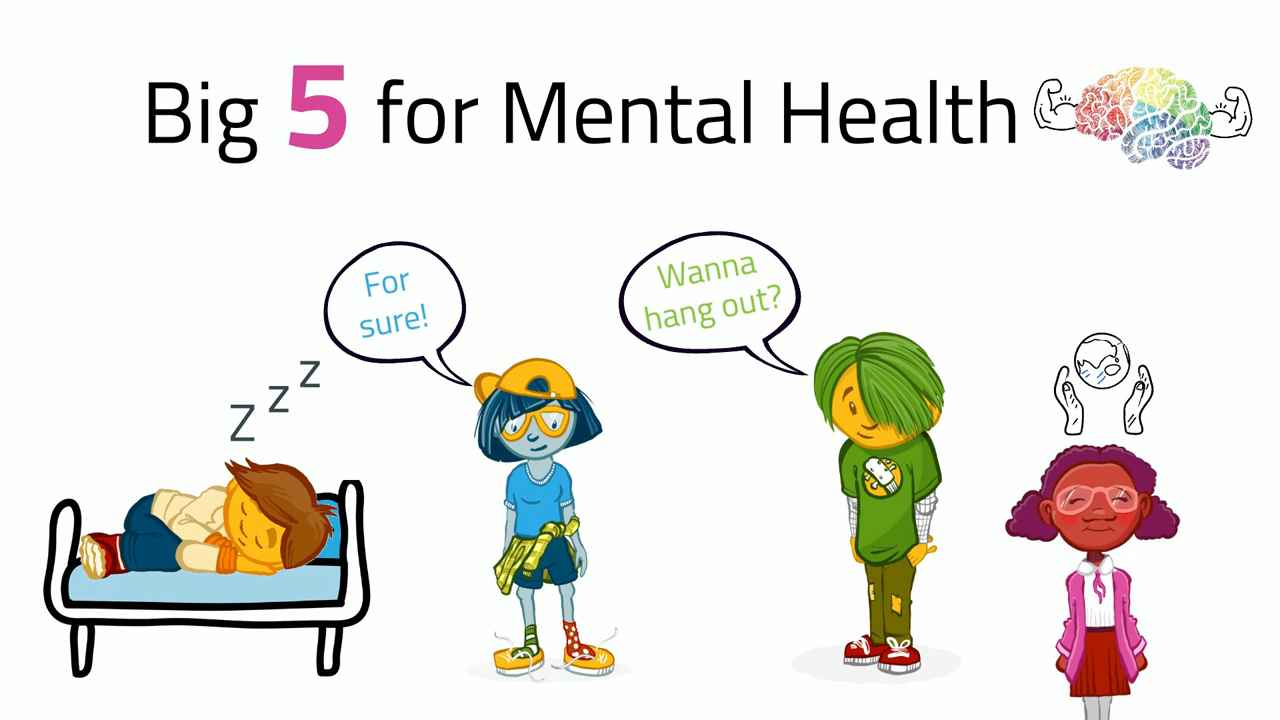 Big 5 for Mental Health
For
sure!
Wanna
hang out?
Z z z